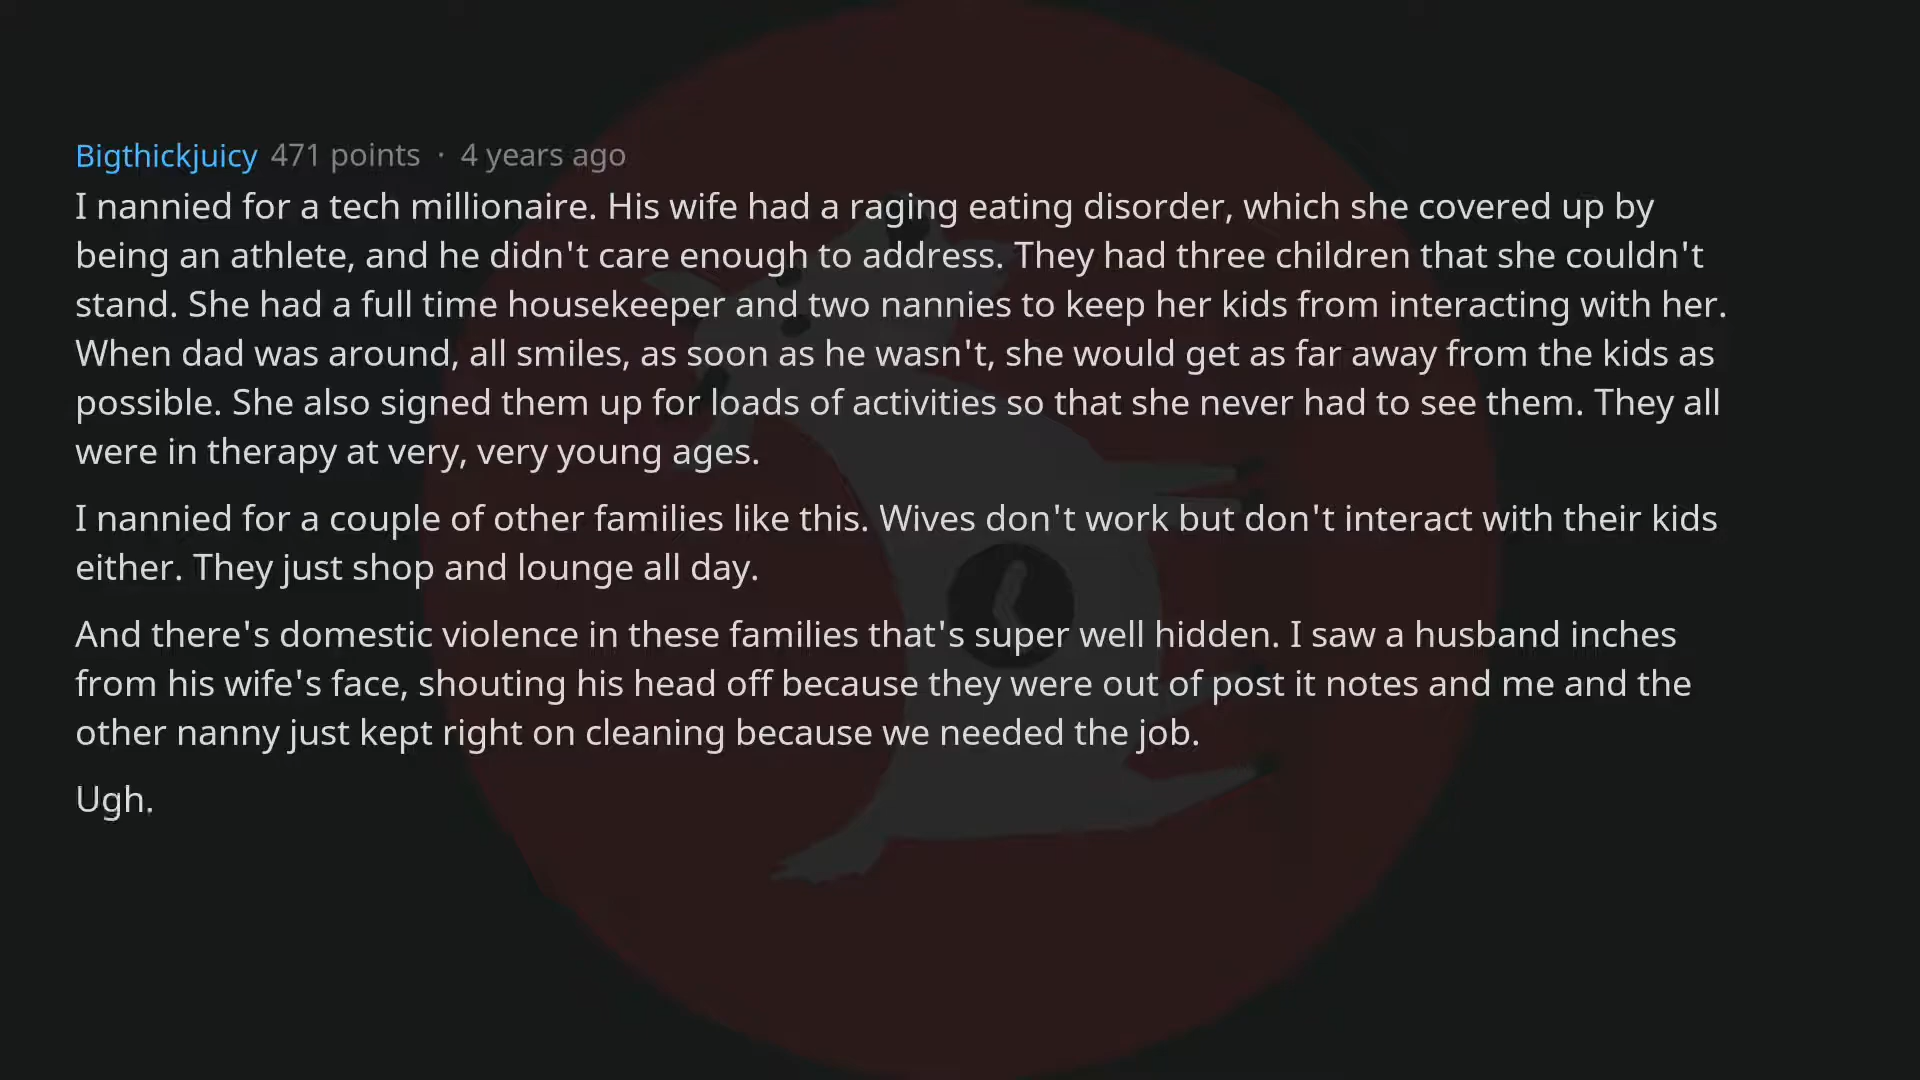 Bigthickjuicy 471 points · 4 years ago
I nannied for a tech millionaire. His wife had a raging eating disorder, which she covered up by
being an athlete, and he didn't care enough to address. They had three children that she couldn't
stand. She had a full time housekeeper and two nannies to keep her kids from interacting with her.
When dad was around, all smiles, as soon as he wasn't, she would get as far away from the kids as
possible. She also signed them up for loads of activities so that she never had to see them. They all
were in therapy at very, very young ages.
I nannied for a couple of other families like this. Wives don't work but don't interact with their kids
either. They just shop and lounge all day.
And there's domestic violence in these families that's super well hidden. I saw a husband inches
from his wife's face, shouting his head off because they were out of post it notes and me and the
other nanny just kept right on cleaning because we needed the job.
Ugh.